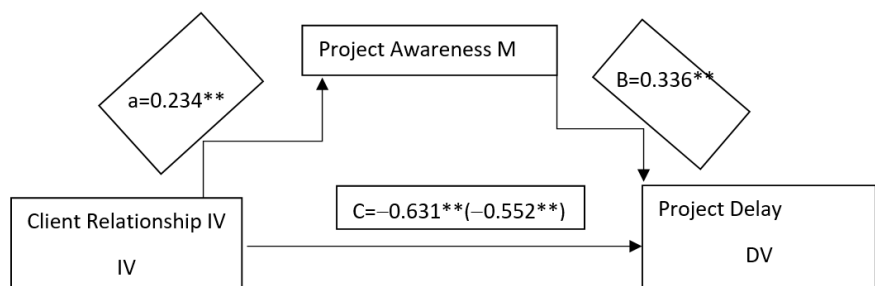 Project Awareness M
a=0.234**
B=0.336**
C=−0.631**(−0.552**)
Client Relationship IV
IV
Project Delay
DV